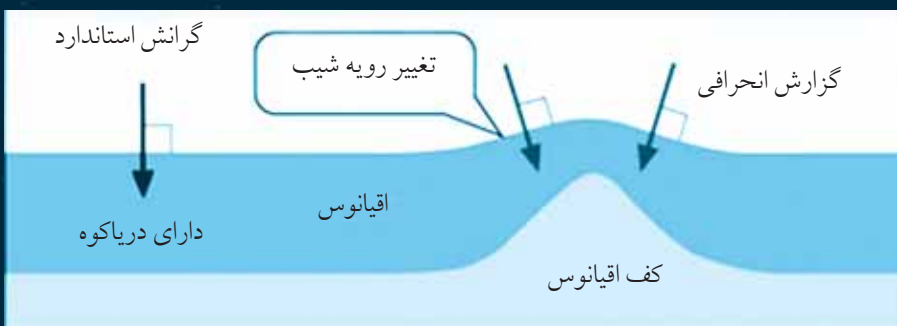 گرانش استاندارد
تغییر رویه شیب
گزارش انحرافی
اقیانوس
دارای دریاکوه
کف اقیانوس